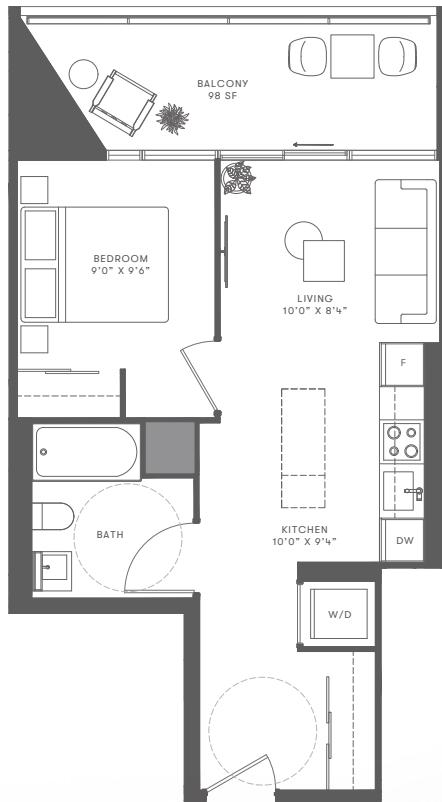 BALCONY
98 SF
BEDROOM
9'0" X 9'6"
LIVING
10'0" X 8'4"
F
KITCHEN
10'0" X 9'4"
BATH
DW
W/D